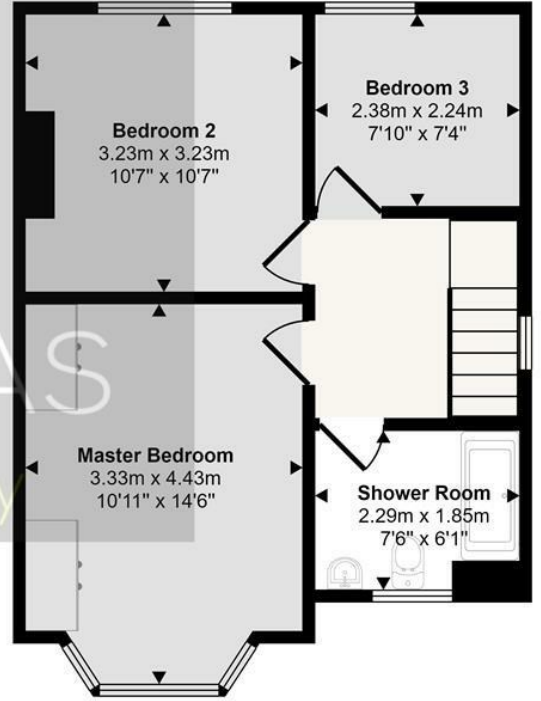 Bedroom 2
3.23m x 3.23m
10'7" x 10'7"
Bedroom 3
2.38m x 2.24m
7'10" x 7'4"
AS
Master Bedroom
3.33m x 4.43m
10'11" x 14'6"
y
Shower Room
2.29m x 1.85m
7'6" x 6'1"